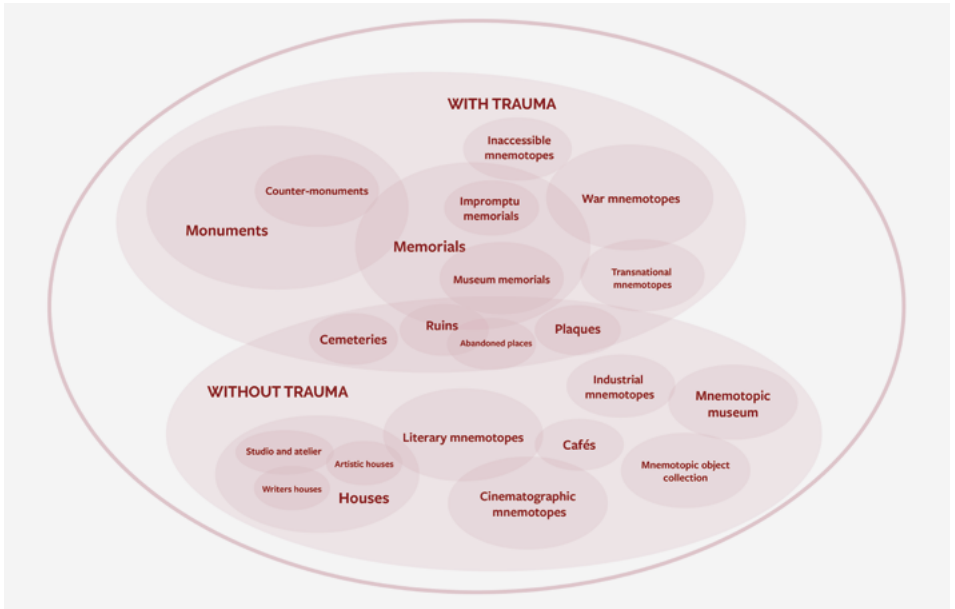 WITH TRAUMA
Inaccessible
mnemotopes
Counter-monuments
Monuments
Impromptu
memorials
War mnemotopes
Memorials
Museum memorials
Transnational
mnemotopes
Cemeteries
Ruins
Abandoned places
Plaques
WITHOUT TRAUMA
Industrial
mnemotopes
Mnemotopic
museum
Literary mnemotopes
Cafés
Studio and atelier
Artistic houses
Writers houses
Houses
Mnemotopic object
collection
Cinematographic
mnemotopes